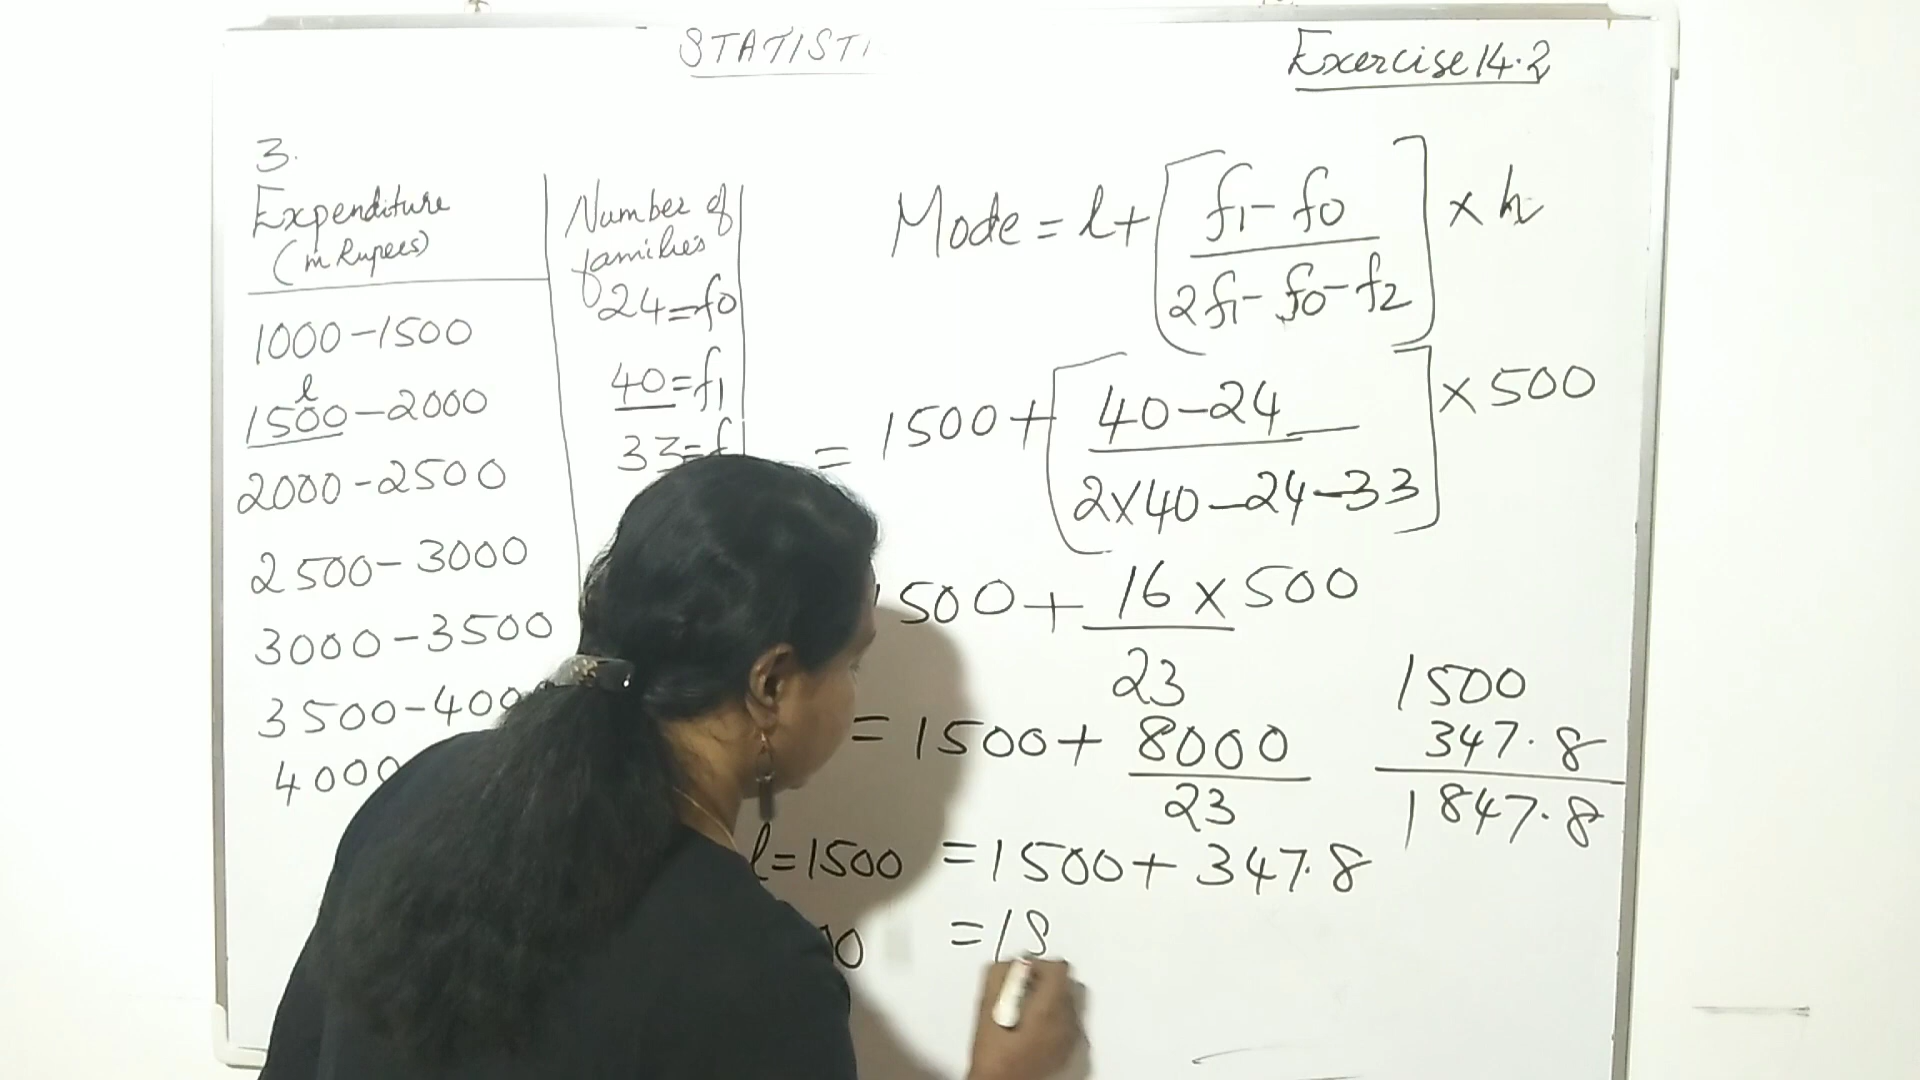 STATISTI
Exercise 14.2
3.
Expenditure
(in Rupees)
Number of
families
1000-1500
24=f0
l
1500-2000
40=f1
2000-2500
33=f
2500-3000
3000-3500
3500-400
4000
Mode = l + [ f1 - f0 / 2f1 - f0 - f2 ] × h
= 1500 + [ 40-24 / 2×40-24-33 ] × 500
500 + 16 × 500 / 23
= 1500 + 8000 / 23
1500
347.8
1847.8
l=1500
= 1500 + 347.8
= 18